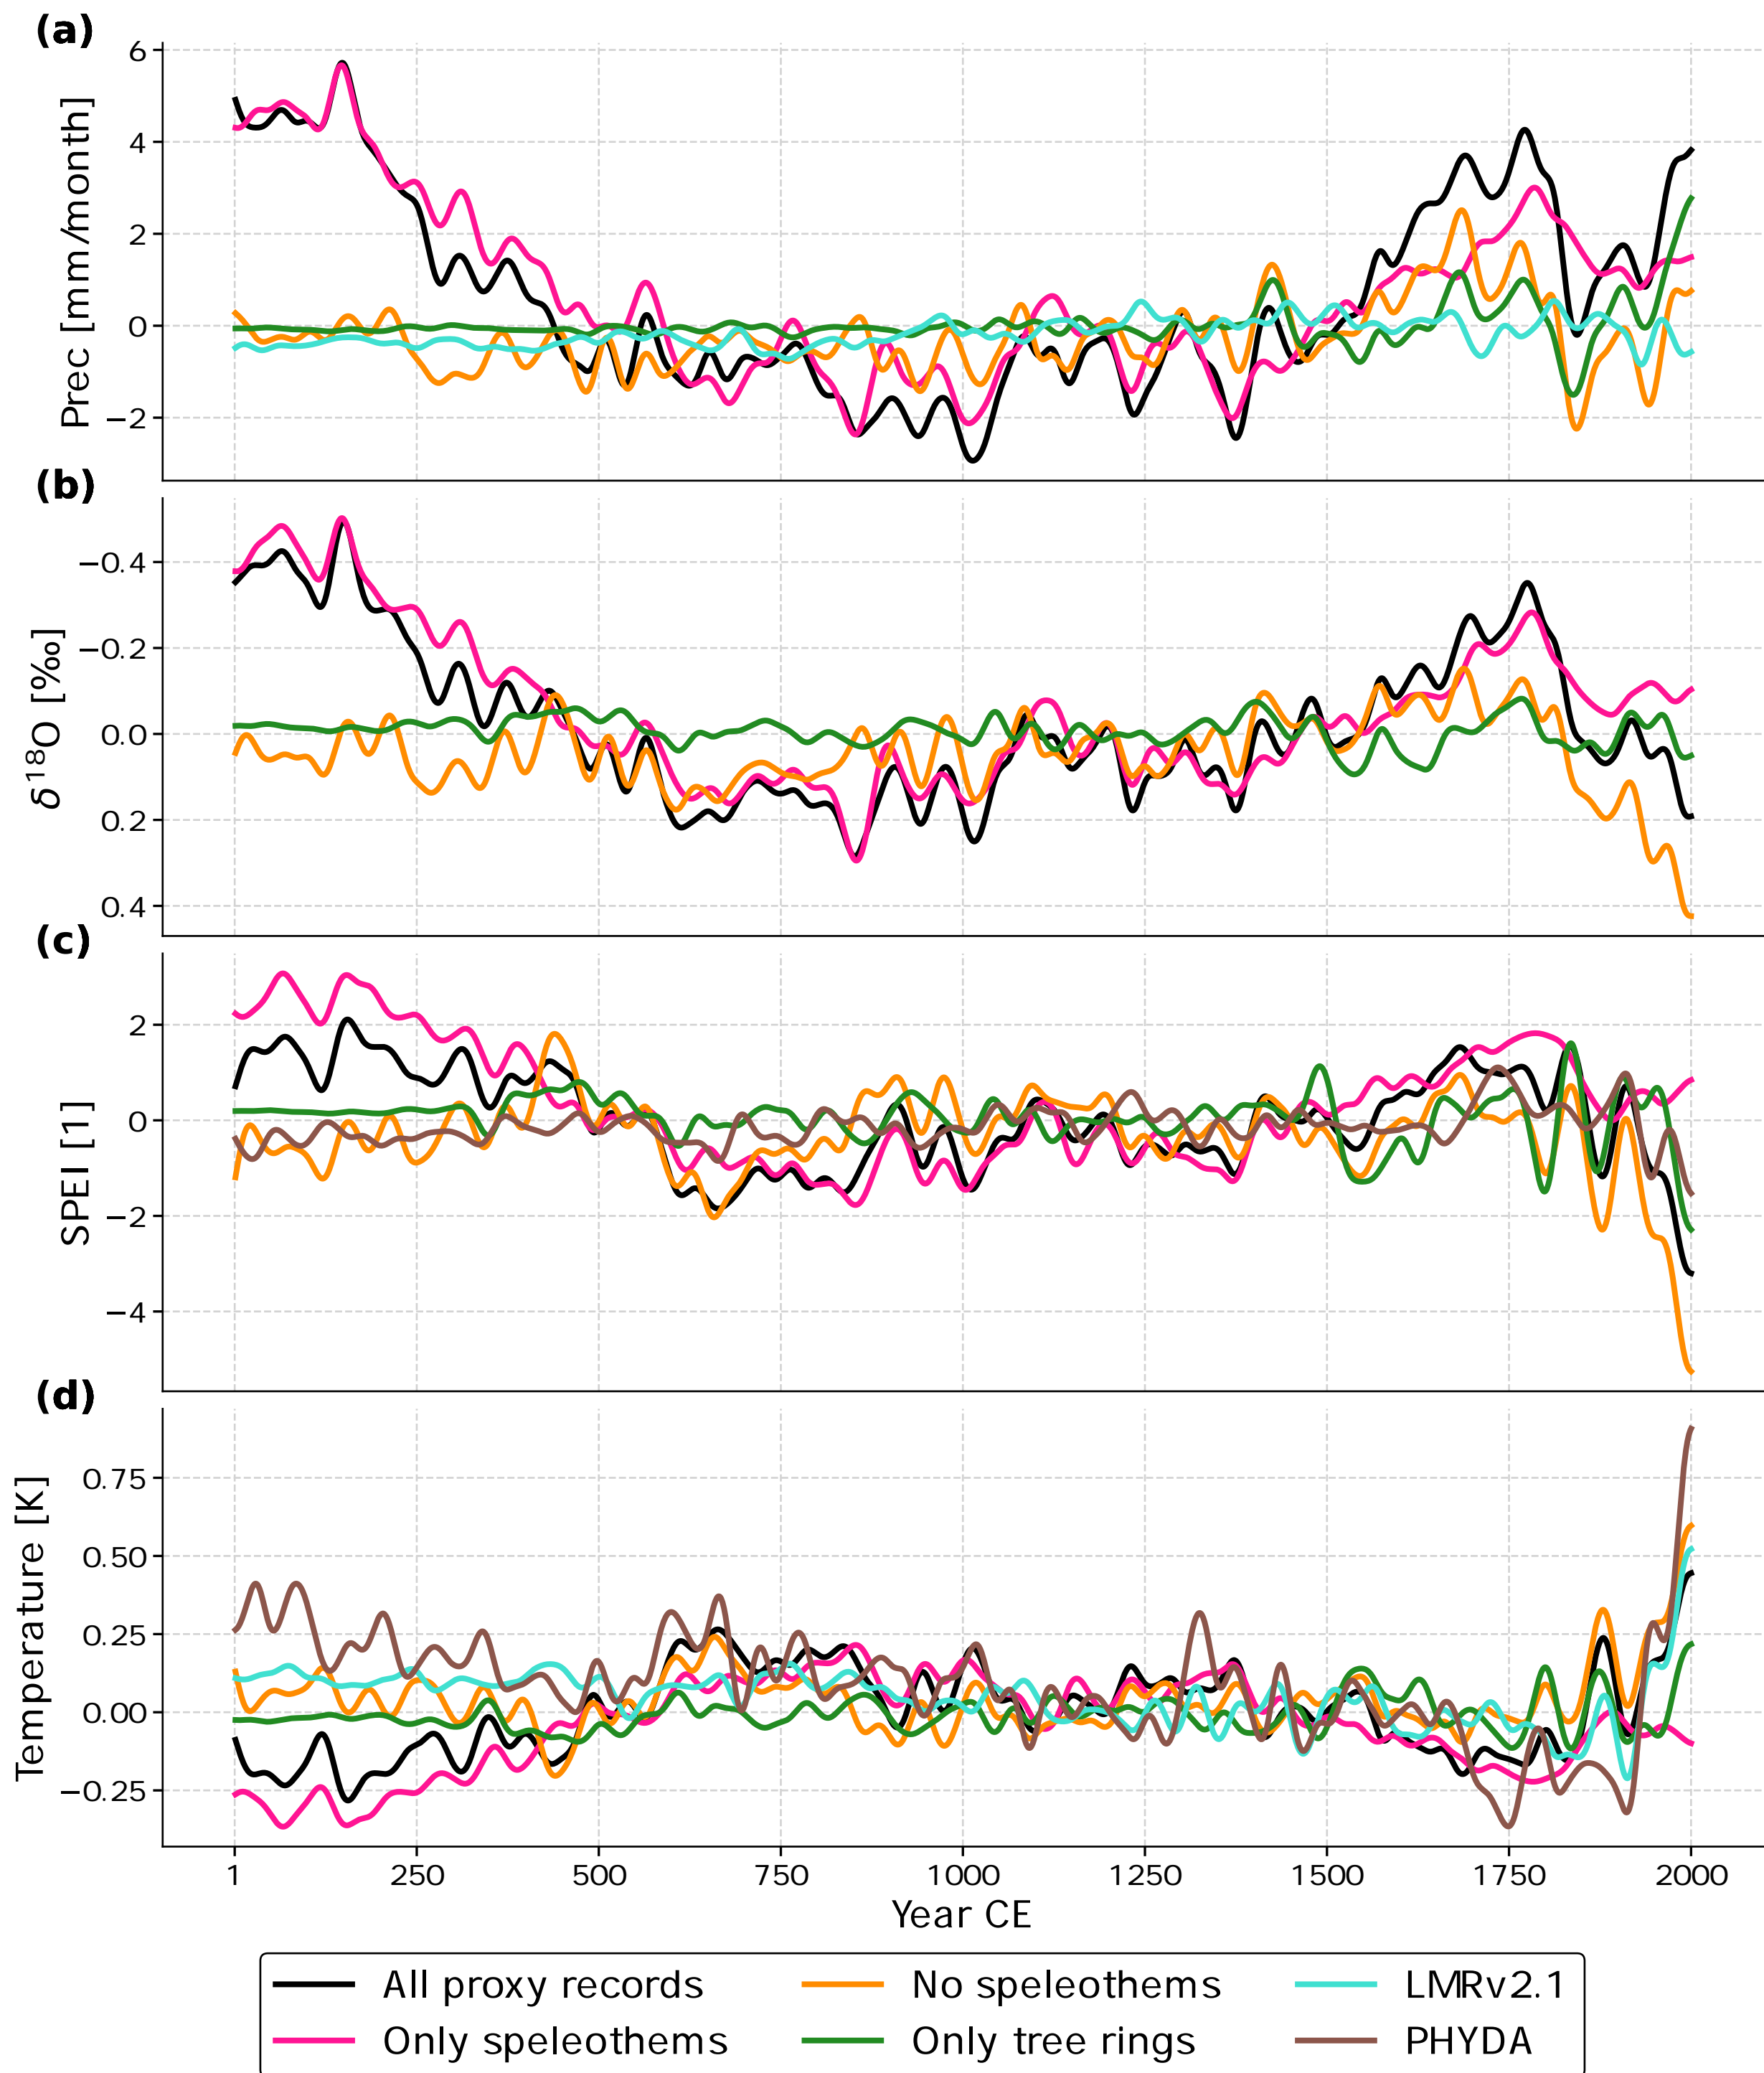 (a)
Prec [mm/month]
6
4
2
0
−2
(b)
δ¹⁸O [‰]
−0.4
−0.2
0.0
0.2
0.4
(c)
SPEI [1]
2
0
−2
−4
(d)
Temperature [K]
0.75
0.50
0.25
0.00
−0.25
1 250 500 750 1000 1250 1500 1750 2000
Year CE
All proxy records No speleothems LMRv2.1
Only speleothems Only tree rings PHYDA